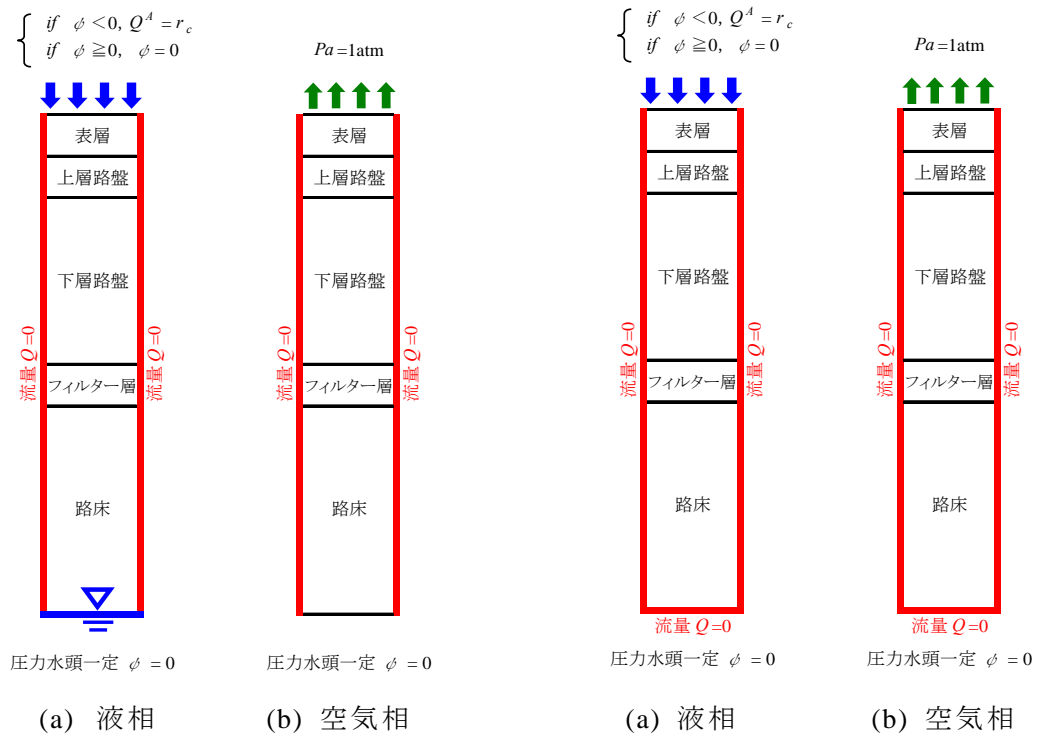 if ϕ <0, Q^A = r_c
if ϕ ≧0, ϕ =0
表層
上層路盤
下層路盤
フィルター層
路床
流量 Q=0
流量 Q=0
圧力水頭一定 ϕ = 0
(a) 液相
Pa=1atm
表層
上層路盤
下層路盤
フィルター層
路床
流量 Q=0
流量 Q=0
圧力水頭一定 ϕ = 0
(b) 空気相
if ϕ <0, Q^A = r_c
if ϕ ≧0, ϕ =0
表層
上層路盤
下層路盤
フィルター層
路床
流量 Q=0
流量 Q=0
流量 Q=0
圧力水頭一定 ϕ = 0
(a) 液相
Pa=1atm
表層
上層路盤
下層路盤
フィルター層
路床
流量 Q=0
流量 Q=0
流量 Q=0
圧力水頭一定 ϕ = 0
(b) 空気相